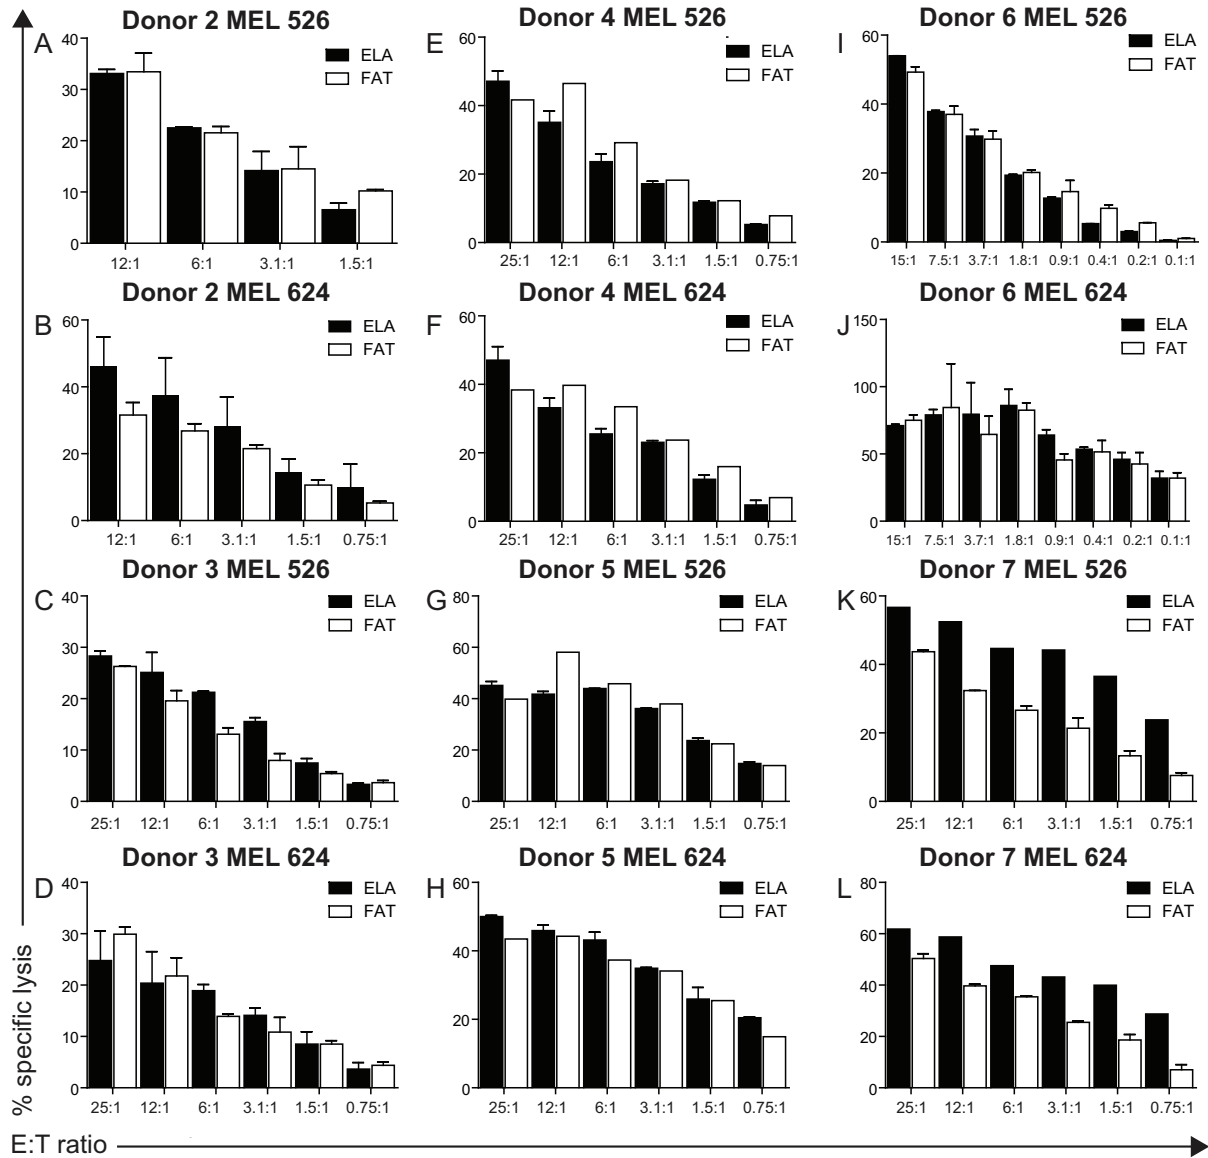 Donor 2 MEL 526
A
40
30
20
10
0
ELA
FAT
12:1 6:1 3.1:1 1.5:1
Donor 2 MEL 624
B
60
40
20
0
ELA
FAT
12:1 6:1 3.1:1 1.5:1 0.75:1
Donor 3 MEL 526
C
40
30
20
10
0
ELA
FAT
25:1 12:1 6:1 3.1:1 1.5:1 0.75:1
Donor 3 MEL 624
D
40
30
20
10
0
ELA
FAT
25:1 12:1 6:1 3.1:1 1.5:1 0.75:1
Donor 4 MEL 526
E
60
40
20
0
ELA
FAT
25:1 12:1 6:1 3.1:1 1.5:1 0.75:1
Donor 4 MEL 624
F
60
40
20
0
ELA
FAT
25:1 12:1 6:1 3.1:1 1.5:1 0.75:1
Donor 5 MEL 526
G
80
60
40
20
0
ELA
FAT
25:1 12:1 6:1 3.1:1 1.5:1 0.75:1
Donor 5 MEL 624
H
60
40
20
0
ELA
FAT
25:1 12:1 6:1 3.1:1 1.5:1 0.75:1
Donor 6 MEL 526
I
60
40
20
0
ELA
FAT
15:1 7.5:1 3.7:1 1.8:1 0.9:1 0.4:1 0.2:1 0.1:1
Donor 6 MEL 624
J
150
100
50
0
ELA
FAT
15:1 7.5:1 3.7:1 1.8:1 0.9:1 0.4:1 0.2:1 0.1:1
Donor 7 MEL 526
K
60
40
20
0
ELA
FAT
25:1 12:1 6:1 3.1:1 1.5:1 0.75:1
Donor 7 MEL 624
L
80
60
40
20
0
ELA
FAT
25:1 12:1 6:1 3.1:1 1.5:1 0.75:1
% specific lysis
E:T ratio